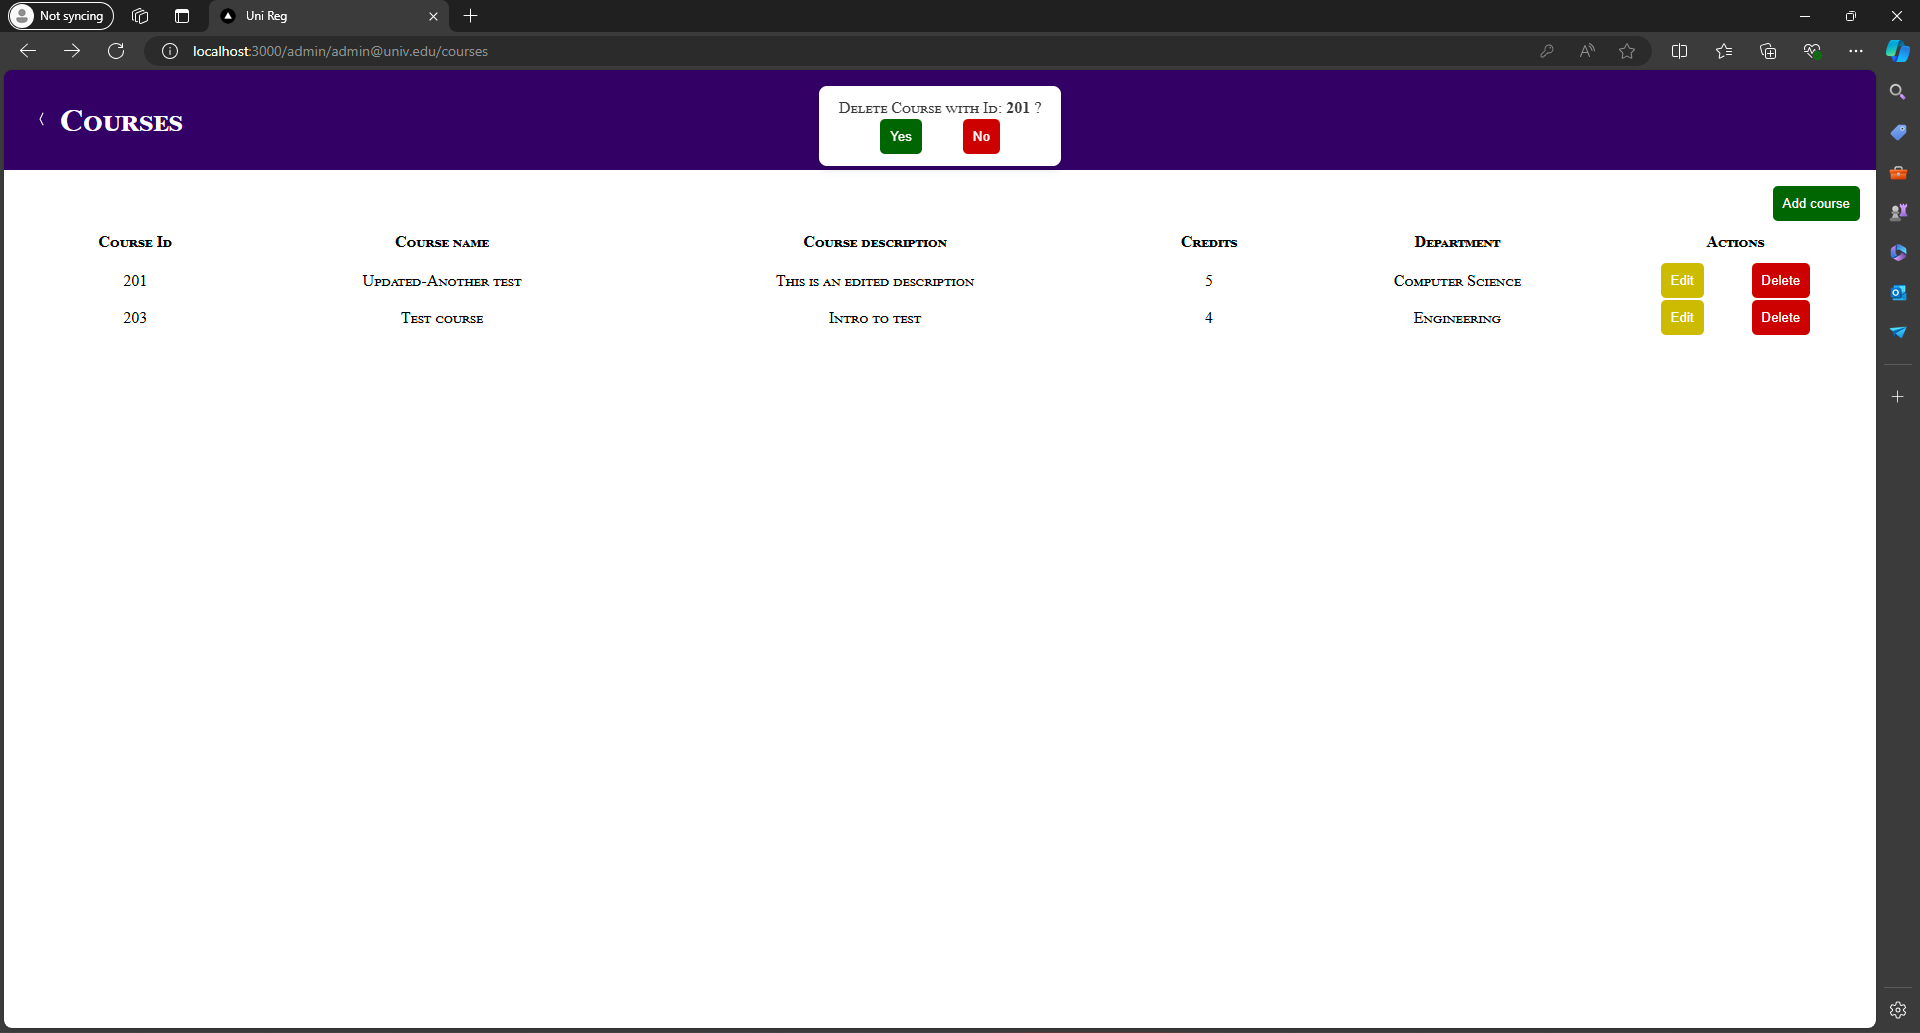 Not syncing
Uni Reg
localhost:3000/admin/admin@univ.edu/courses
Courses
Delete Course with Id: 201 ?
Yes No
Add course
Course Id Course name Course description Credits Department Actions
201 Updated-Another test This is an edited description 5 Computer Science Edit Delete
203 Test course Intro to test 4 Engineering Edit Delete